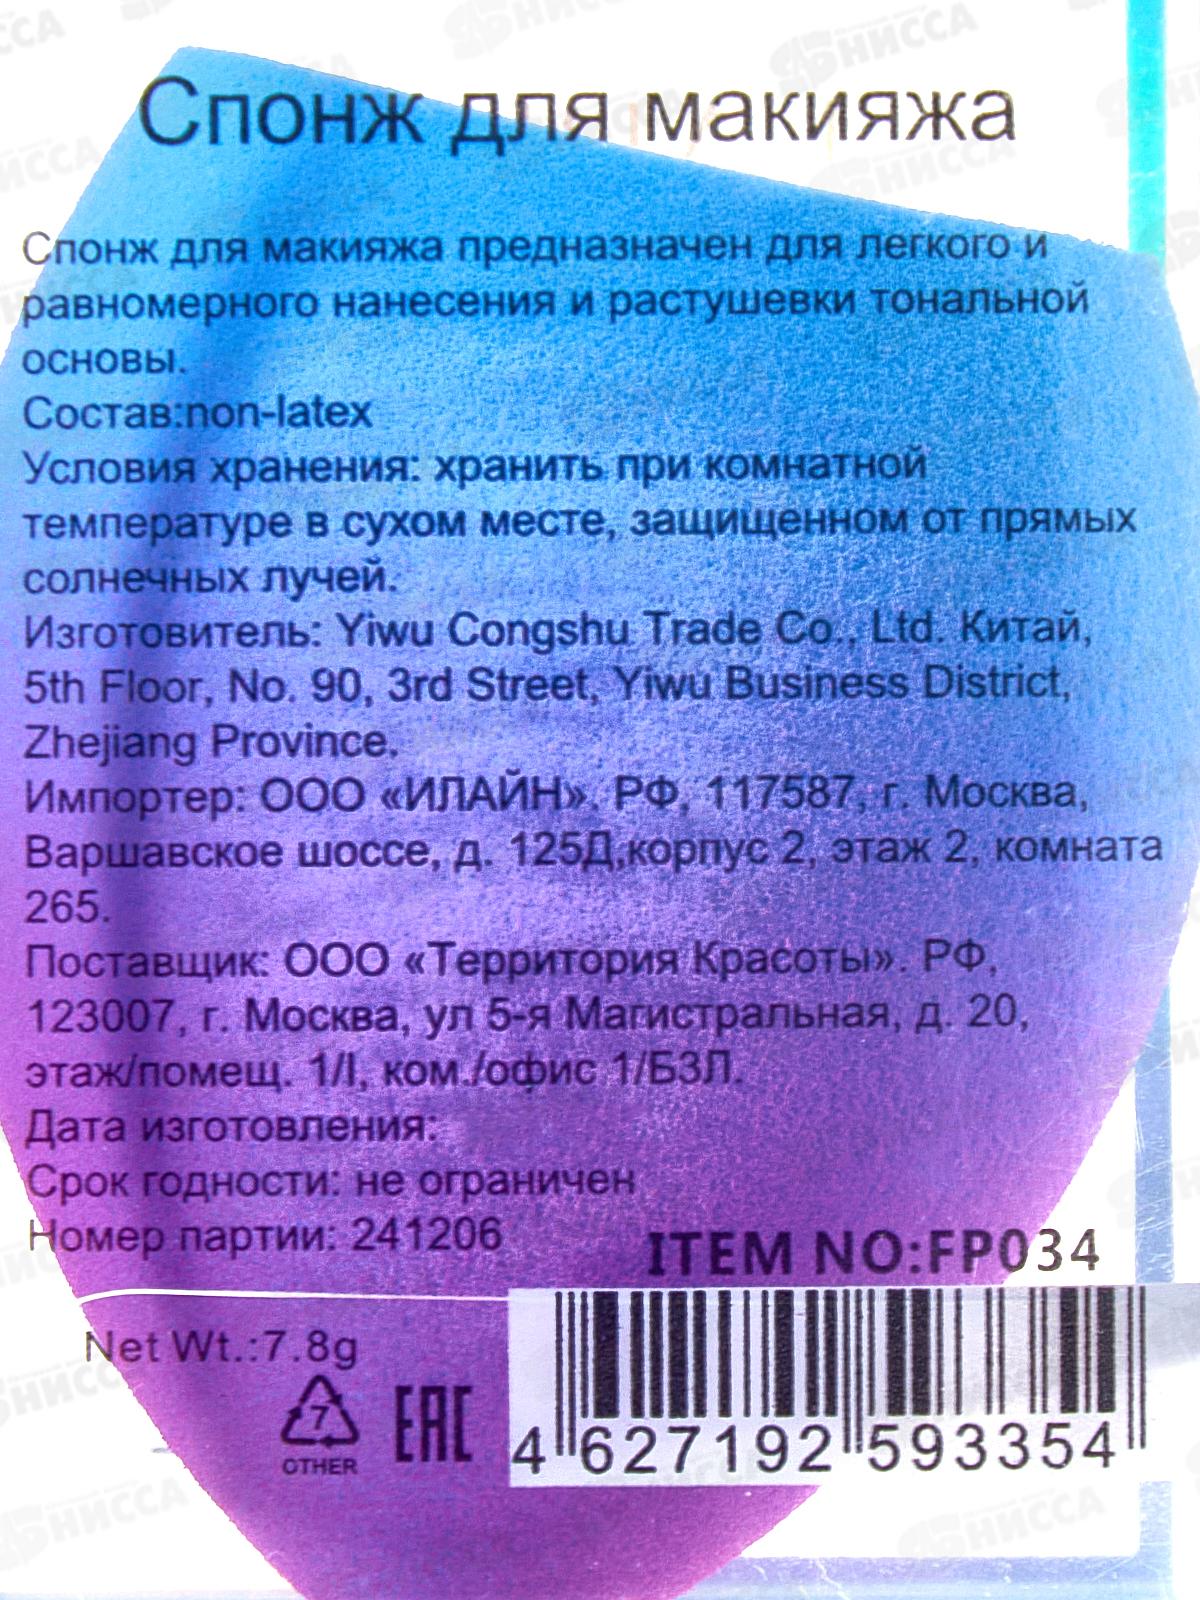 Спонж для макияжа
Спонж для макияжа предназначен для легкого и
равномерного нанесения и растушевки тональной
основы.
Состав:non-latex
Условия хранения: хранить при комнатной
температуре в сухом месте, защищенном от прямых
солнечных лучей.
Изготовитель: Yiwu Congshu Trade Co., Ltd. Китай,
5th Floor, No. 90, 3rd Street, Yiwu Business District,
Zhejiang Province.
Импортер: ООО «ИЛАЙН». РФ, 117587, г. Москва,
Варшавское шоссе, д. 125Д,корпус 2, этаж 2, комната
265.
Поставщик: ООО «Территория Красоты». РФ,
123007, г. Москва, ул 5-я Магистральная, д. 20,
этаж/помещ. 1/I, ком./офис 1/БЗЛ.
Дата изготовления:
Срок годности: не ограничен
Номер партии: 241206
ITEM NO:FP034
Net Wt.:7.8g
7
OTHER
EAC
4 627192 593354